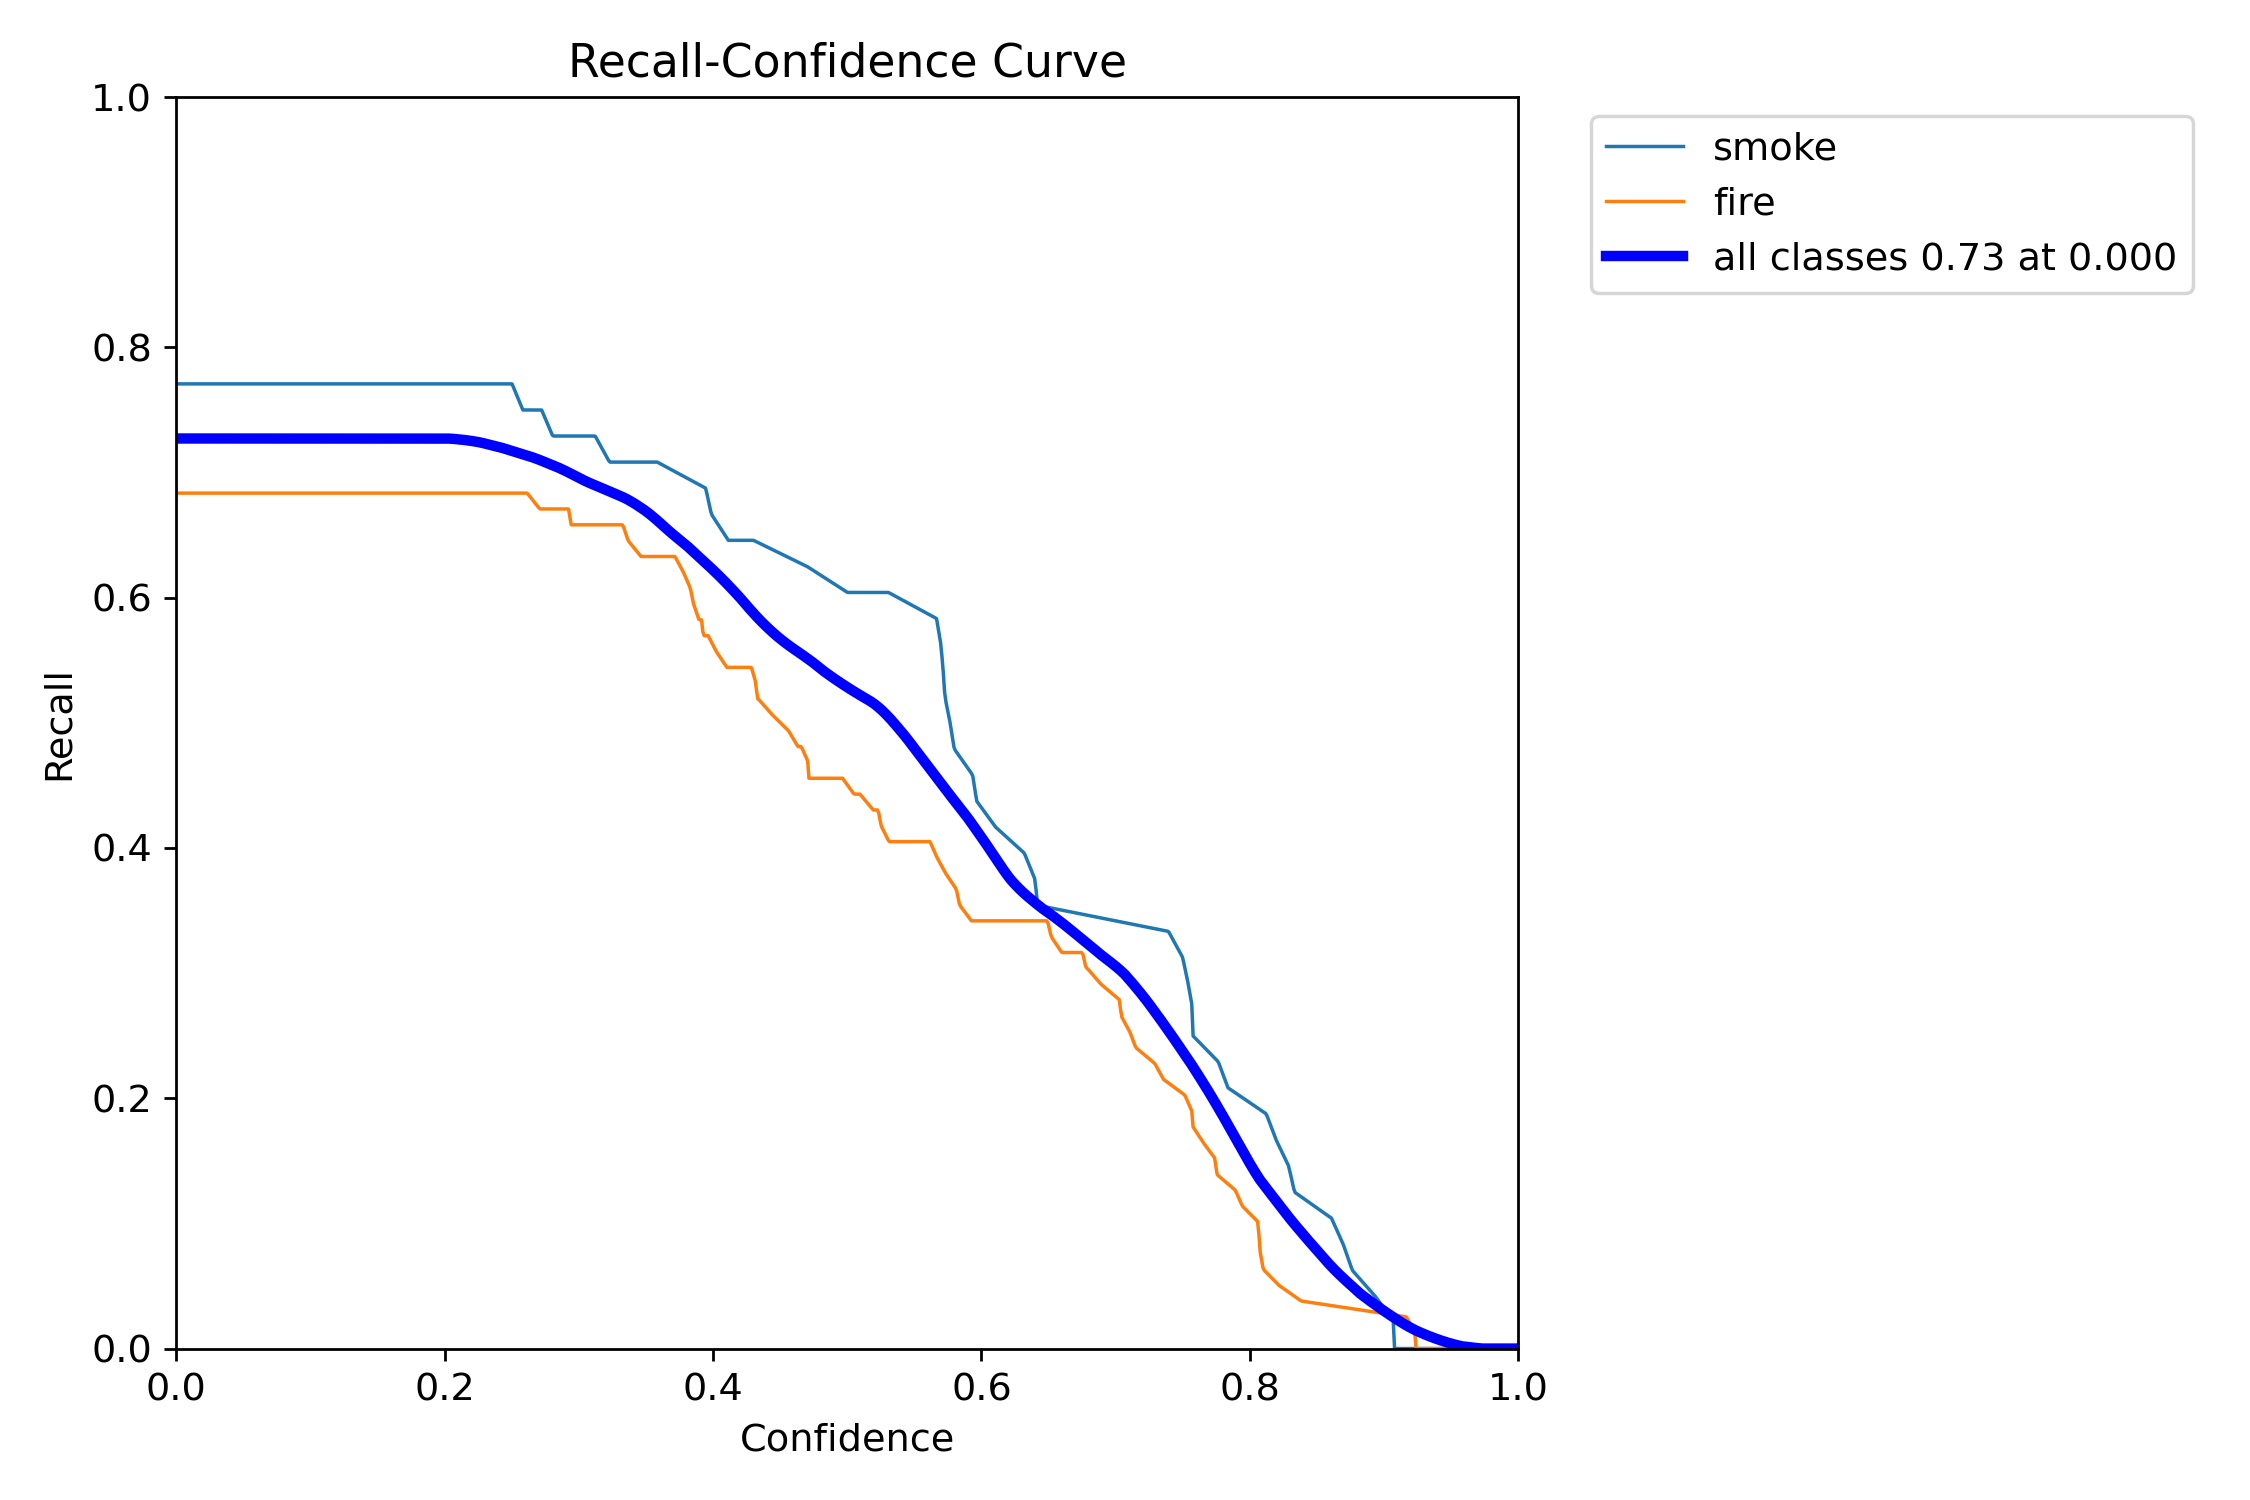 Recall-Confidence Curve
1.0
0.8
0.6
0.4
0.2
0.0
Recall
0.0 0.2 0.4 0.6 0.8 1.0
Confidence
smoke
fire
all classes 0.73 at 0.000